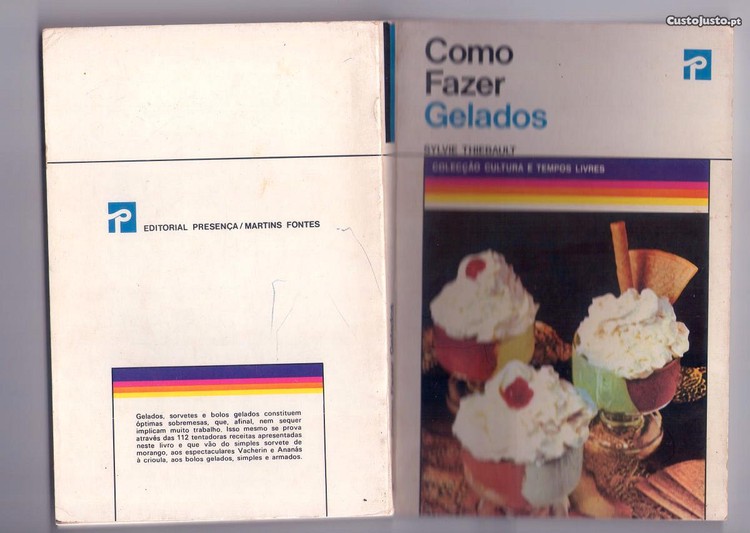 CustoJusto.pt
Como
Fazer
Gelados
SYLVIE THIEBAULT
COLECÇÃO CULTURA E TEMPOS LIVRES
EDITORIAL PRESENÇA/MARTINS FONTES
Gelados, sorvetes e bolos gelados constituem
óptimas sobremesas, que, afinal, nem sequer
implicam muito trabalho. Isso mesmo se prova
através das 112 tentadoras receitas apresentadas
neste livro e que vão do simples sorvete de
morango, aos espectaculares Vacherin e Ananás
à crioula, aos bolos gelados, simples e armados.